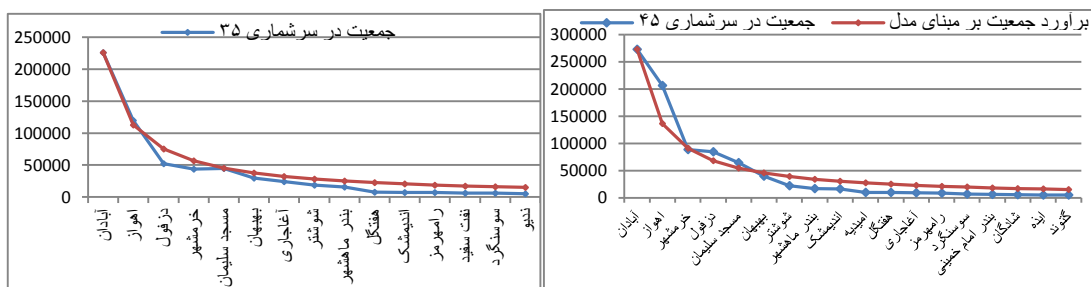 جمعیت در سرشماری ۳۵
250000
200000
150000
100000
50000
0
آبادان
اهواز
دزفول
خرمشهر
مسجد سلیمان
بهبهان
آغاجاری
شوشتر
بندر ماهشهر
هفتگل
اندیمشک
رامهرمز
نفت سفید
سوسنگرد
ندیو
برآورد جمعیت بر مبنای مدل
جمعیت در سرشماری ۴۵
300000
250000
200000
150000
100000
50000
0
آبادان
اهواز
خرمشهر
دزفول
مسجد سلیمان
بهبهان
شوشتر
بندر ماهشهر
اندیمشک
امیدیه
هفتگل
آغاجاری
رامهرمز
سوسنگرد
بندر امام خمینی
شادگان
ایذه
گتوند